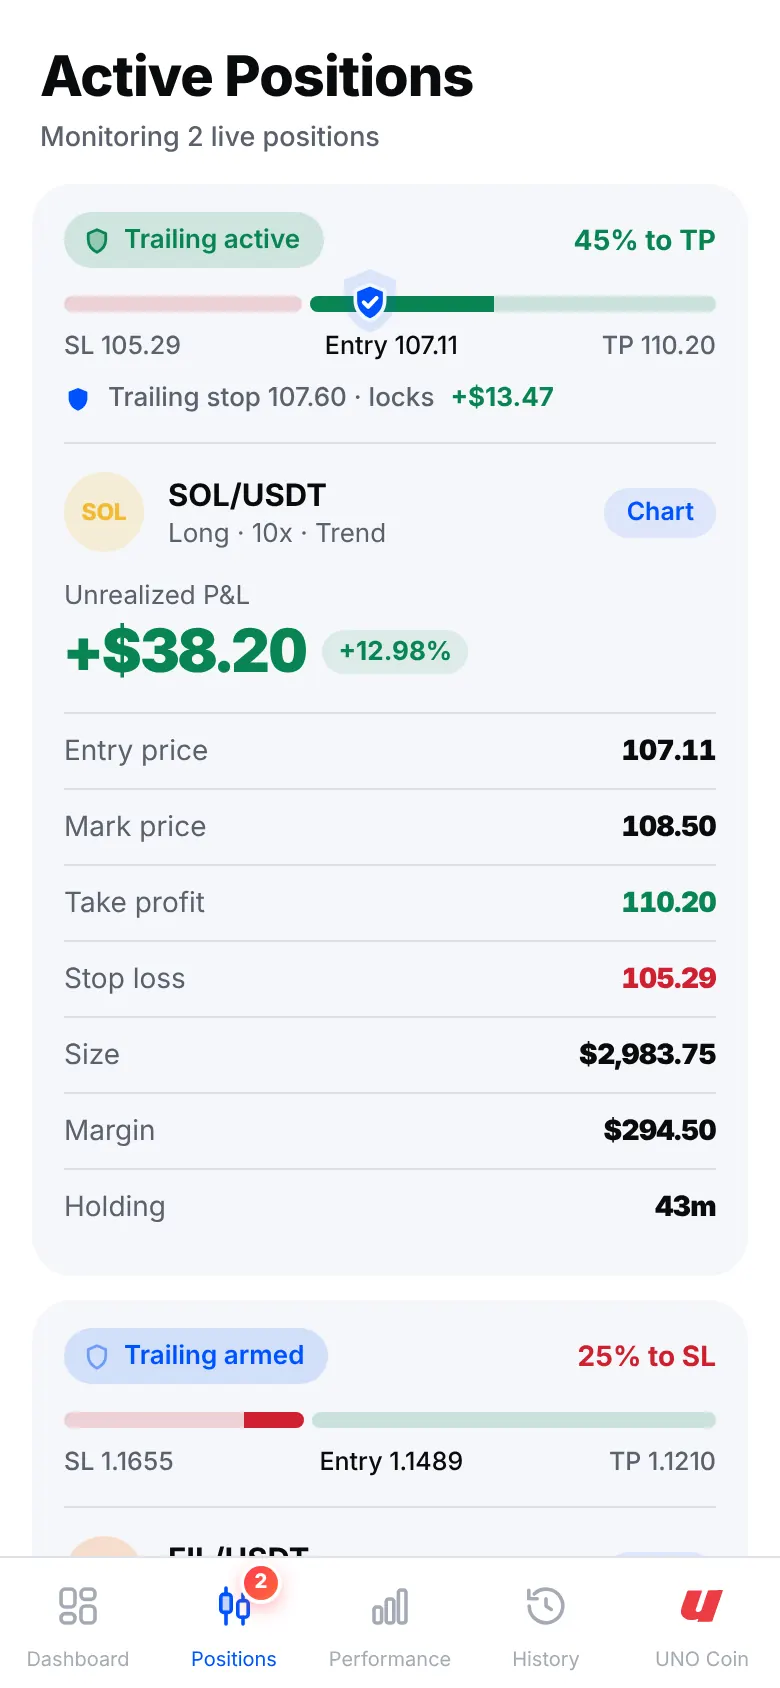 Active Positions
Monitoring 2 live positions
Trailing active
45% to TP
SL 105.29
Entry 107.11
TP 110.20
Trailing stop 107.60 · locks +$13.47
SOL
SOL/USDT
Long · 10x · Trend
Chart
Unrealized P&L
+$38.20
+12.98%
Entry price
107.11
Mark price
108.50
Take profit
110.20
Stop loss
105.29
Size
$2,983.75
Margin
$294.50
Holding
43m
Trailing armed
25% to SL
SL 1.1655
Entry 1.1489
TP 1.1210
FIL/USDT
2
Dashboard
Positions
Performance
History
UNO Coin